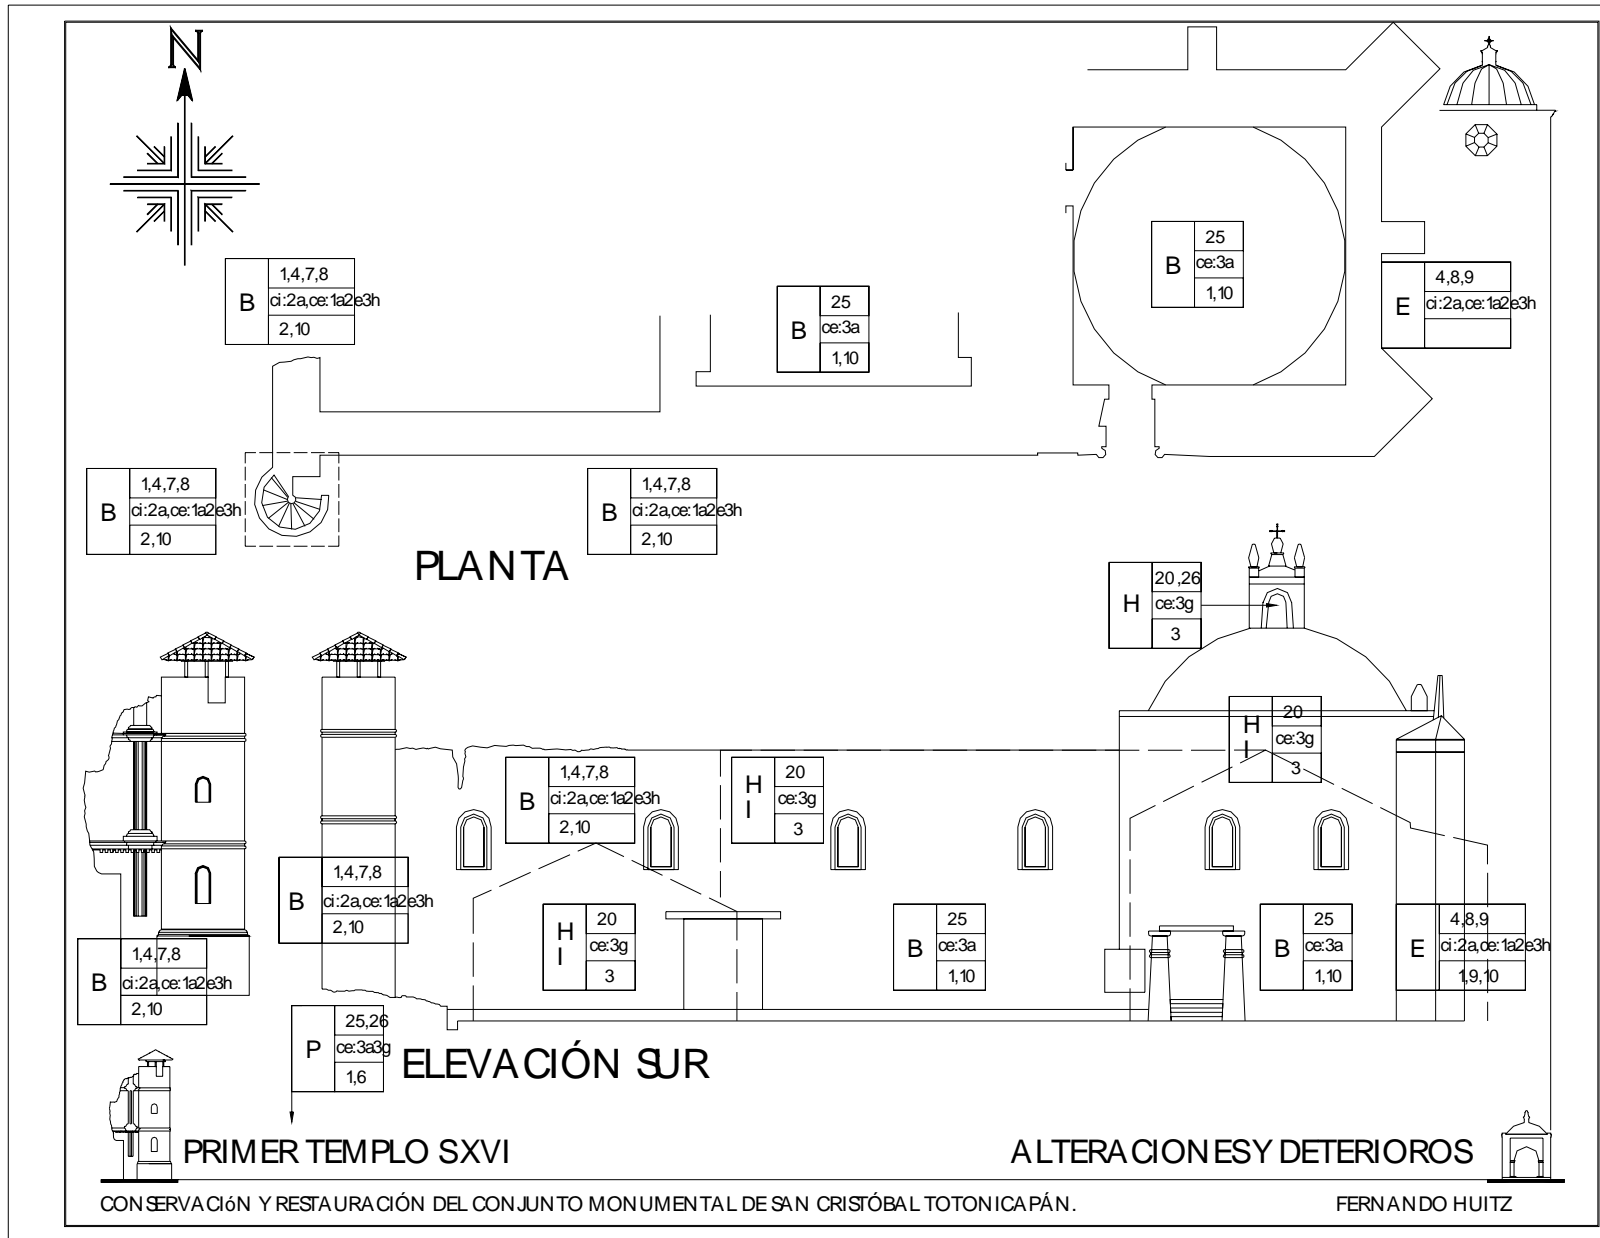 N
25
B
ce:3a
1,10
1,4,7,8
B
ci:2a,ce:1a2e3h
2,10
25
B
ce:3a
1,10
4,8,9
E
ci:2a,ce:1a2e3h
1,4,7,8
B
ci:2a,ce:1a2e3h
2,10
1,4,7,8
B
ci:2a,ce:1a2e3h
2,10
PLANTA
20,26
H
ce:3g
3
20
H
I
ce:3g
3
1,4,7,8
B
ci:2a,ce:1a2e3h
2,10
20
H
I
ce:3g
3
1,4,7,8
B
ci:2a,ce:1a2e3h
2,10
20
H
I
ce:3g
3
25
B
ce:3a
1,10
25
B
ce:3a
1,10
4,8,9
E
ci:2a,ce:1a2e3h
1,9,10
1,4,7,8
B
ci:2a,ce:1a2e3h
2,10
25,26
P
ce:3a3g
1,6
ELEVACIÓN SUR
PRIMER TEMPLO SXVI
ALTERACIONES Y DETERIOROS
CONSERVACIóN Y RESTAURACIÓN DEL CONJUNTO MONUMENTAL DE SAN CRISTÓBAL TOTONICAPÁN.
FERNANDO HUITZ